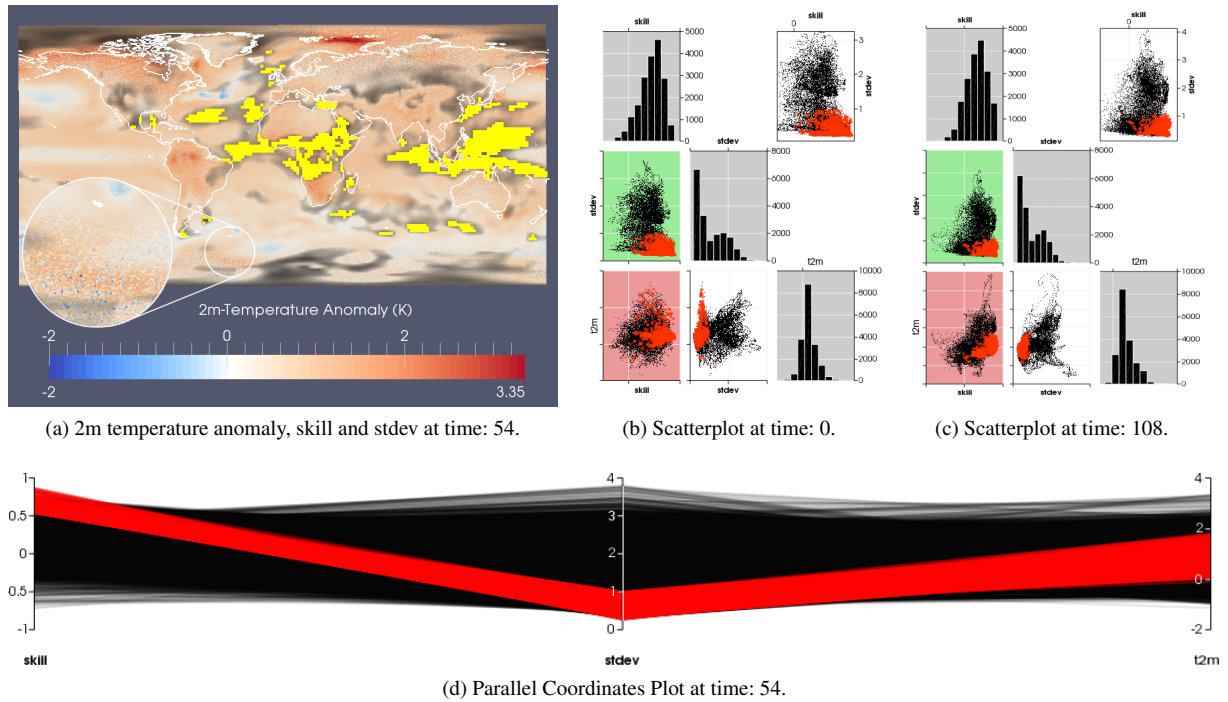 2m-Temperature Anomaly (K)
-2 0 2
-2 3.35
(a) 2m temperature anomaly, skill and stdev at time: 54.
skill
0
5000
4000
3000
2000
1000
0
3
2
1
stdev
stdev
8000
6000
4000
2000
0
stdev
t2m
10000
8000
6000
4000
2000
0
t2m
skill
stdev
(b) Scatterplot at time: 0.
skill
0
5000
4000
3000
2000
1000
0
4
3
2
1
stdev
stdev
8000
6000
4000
2000
0
stdev
t2m
10000
8000
6000
4000
2000
0
t2m
skill
stdev
(c) Scatterplot at time: 108.
1 4 4
0.5 3 2
0 2
0.5 1 0
-1 0 -2
skill stdev t2m
(d) Parallel Coordinates Plot at time: 54.